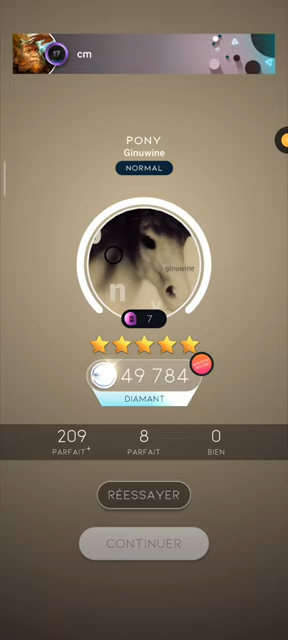 17
cm
PONY
Ginuwine
NORMAL
ginuwine
n
7
49 784
DIAMANT
209 8 0
PARFAIT+ PARFAIT BIEN
RÉESSAYER
CONTINUER